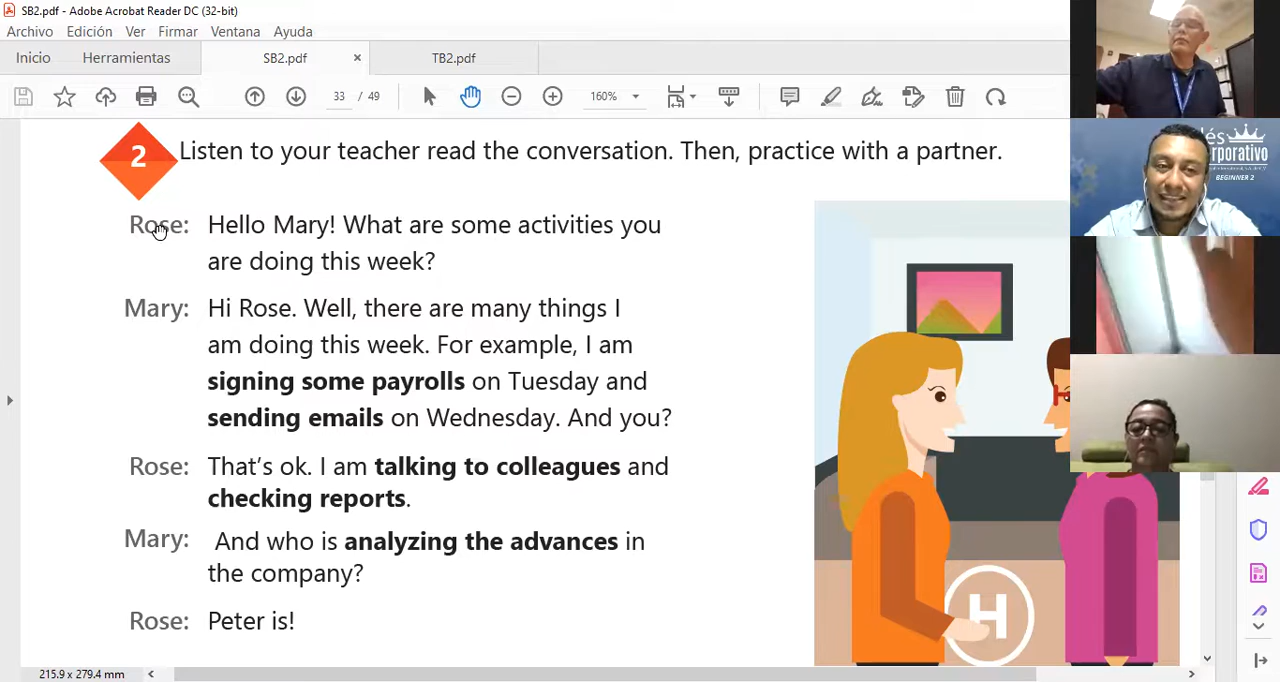 SB2.pdf - Adobe Acrobat Reader DC (32-bit)
Archivo Edición Ver Firmar Ventana Ayuda
Inicio Herramientas SB2.pdf × TB2.pdf
33 / 49 160%
2 Listen to your teacher read the conversation. Then, practice with a partner.
Rose: Hello Mary! What are some activities you
are doing this week?
Mary: Hi Rose. Well, there are many things I
am doing this week. For example, I am
signing some payrolls on Tuesday and
sending emails on Wednesday. And you?
Rose: That's ok. I am talking to colleagues and
checking reports.
Mary: And who is analyzing the advances in
the company?
Rose: Peter is!
H
215.9 x 279.4 mm
és
rporativo
BEGINNER 2